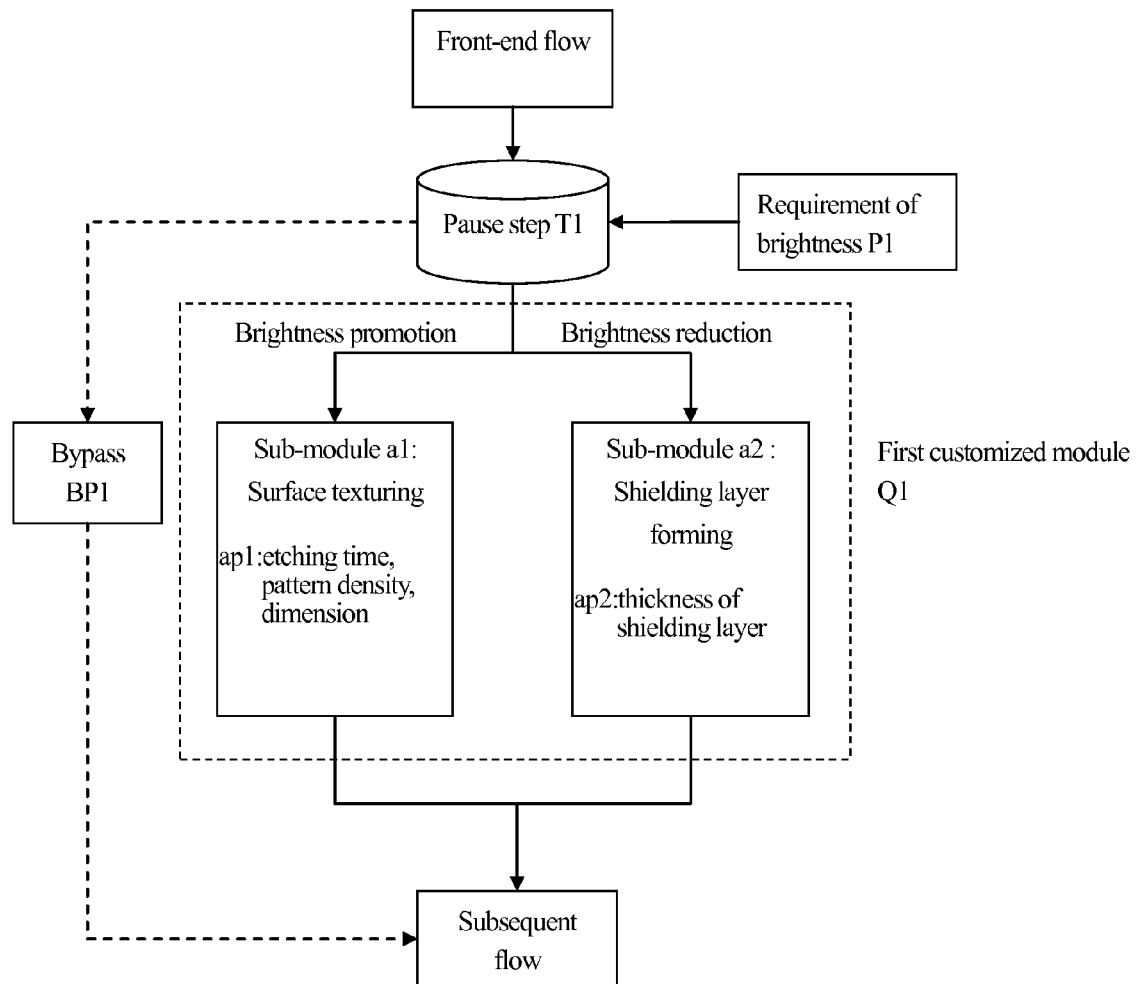 Front-end flow
Pause step T1
Requirement of
brightness P1
Brightness promotion
Brightness reduction
Bypass
BP1
Sub-module a1:
Surface texturing
ap1:etching time,
pattern density,
dimension
Sub-module a2 :
Shielding layer
forming
ap2:thickness of
shielding layer
First customized module
Q1
Subsequent
flow